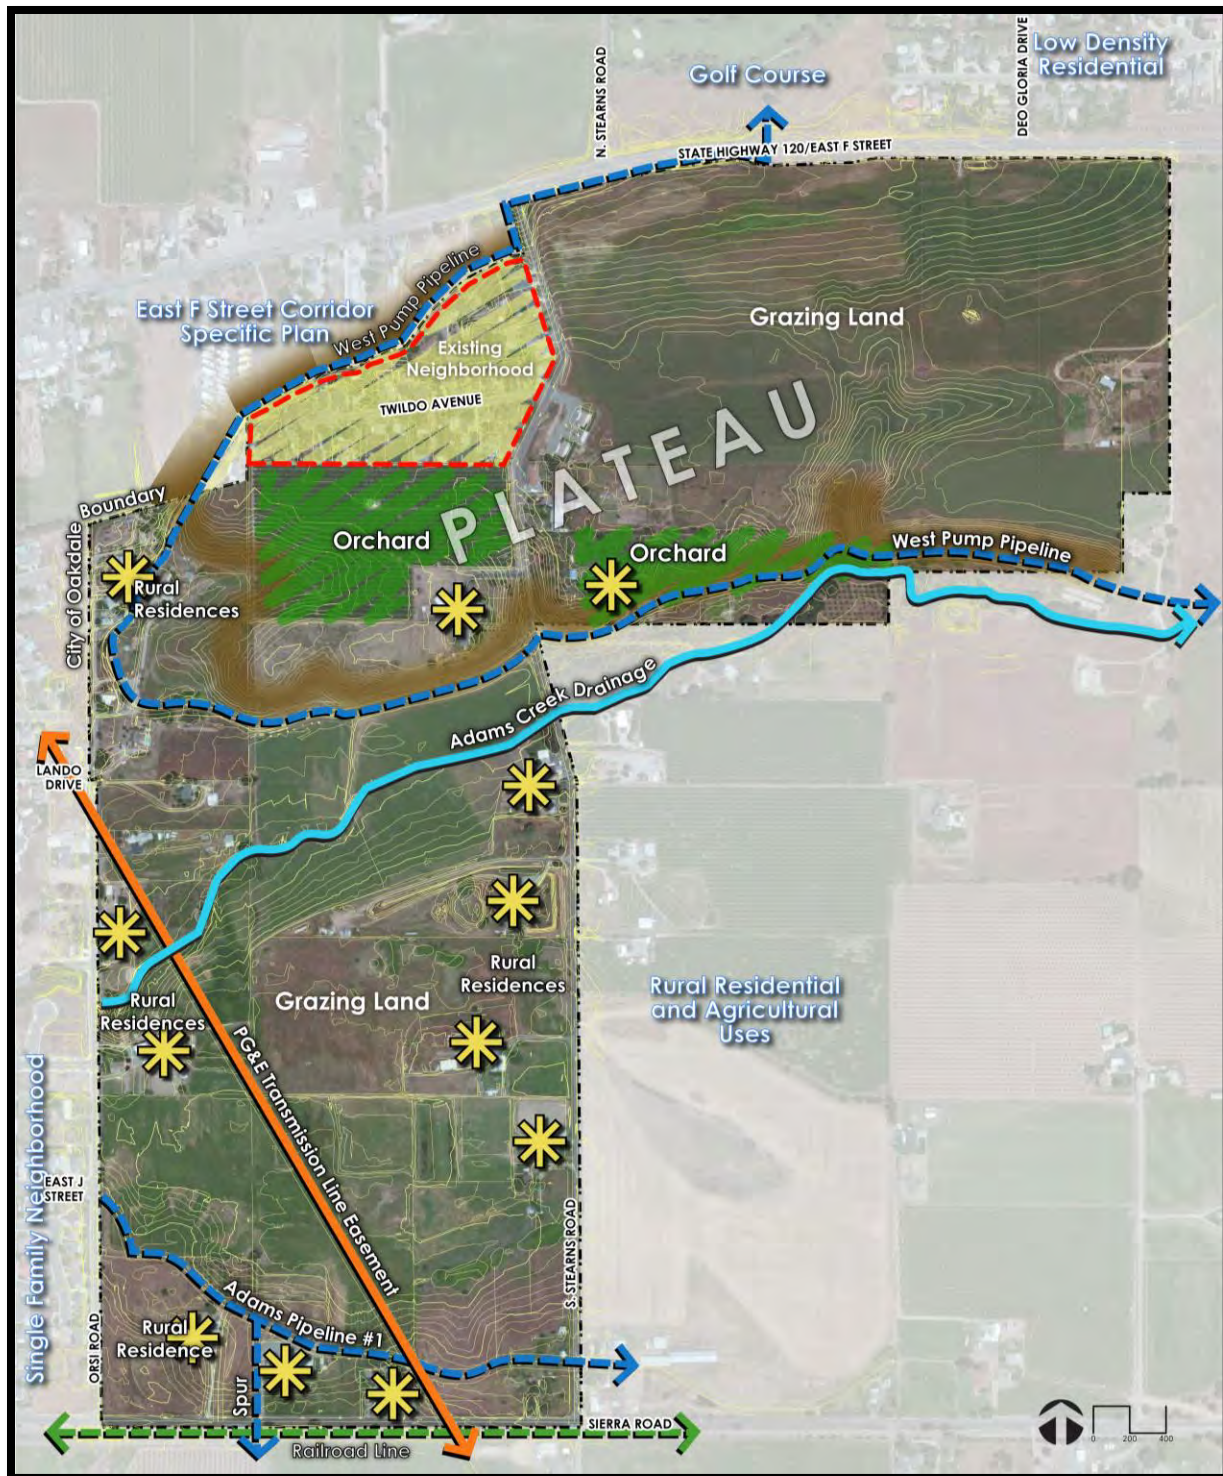 Low Density
Residential
DEO GLORIA DRIVE
Golf Course
N. STEARNS ROAD
STATE HIGHWAY 120/EAST F STREET
West Pump Pipeline
East F Street Corridor
Specific Plan
Grazing Land
Existing
Neighborhood
TWILDO AVENUE
PLATEAU
City of Oakdale Boundary
Orchard
Orchard
West Pump Pipeline
Rural
Residences
Adams Creek Drainage
LANDO
DRIVE
Rural
Residences
Rural
Residences
Grazing Land
Rural Residential
and Agricultural
Uses
PG&E Transmission Line Easement
Single Family Neighborhood
EAST J
STREET
S. STEARNS ROAD
Adams Pipeline #1
Rural
Residence
ORSI ROAD
Spur
SIERRA ROAD
Railroad Line
0 200 400